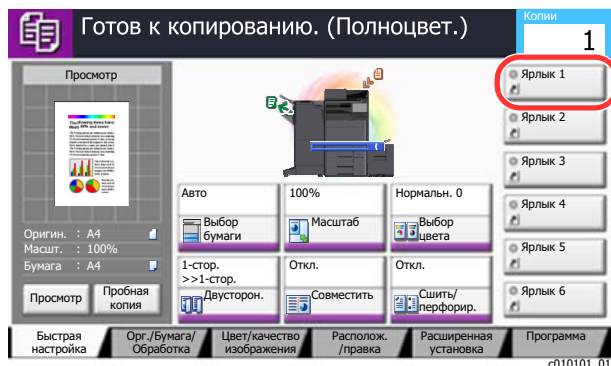 Готов к копированию. (Полноцвет.)
Копии
1
Просмотр
Оригин. : A4
Масшт. : 100%
Бумага : A4
Просмотр
Пробная
копия
Авто
Выбор
бумаги
100%
Масштаб
Нормальн. 0
Выбор
цвета
1-стор.
>>1-стор.
Двусторон.
Откл.
Совместить
Откл.
Сшить/
перфорир.
Ярлык 1
Ярлык 2
Ярлык 3
Ярлык 4
Ярлык 5
Ярлык 6
Быстрая
настройка
Орг./Бумага/
Обработка
Цвет/качество
изображения
Располож.
/правка
Расширенная
установка
Программа
c010101_01